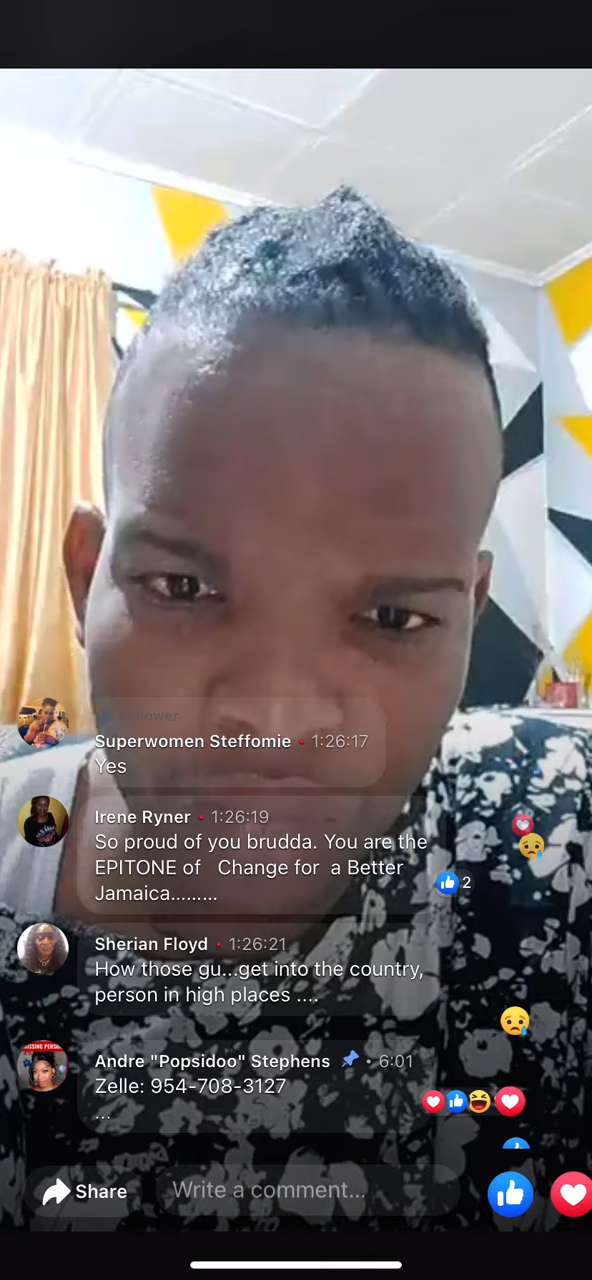 Superwomen Steffomie • 1:26:17
Yes
Irene Ryner • 1:26:19
So proud of you brudda. You are the
EPITONE of Change for a Better
Jamaica.........
2
Sherian Floyd • 1:26:21
How those gu...get into the country,
person in high places ....
MISSING PERSO
Andre "Popsidoo" Stephens • 6:01
Zelle: 954-708-3127
...
Share
Write a comment...